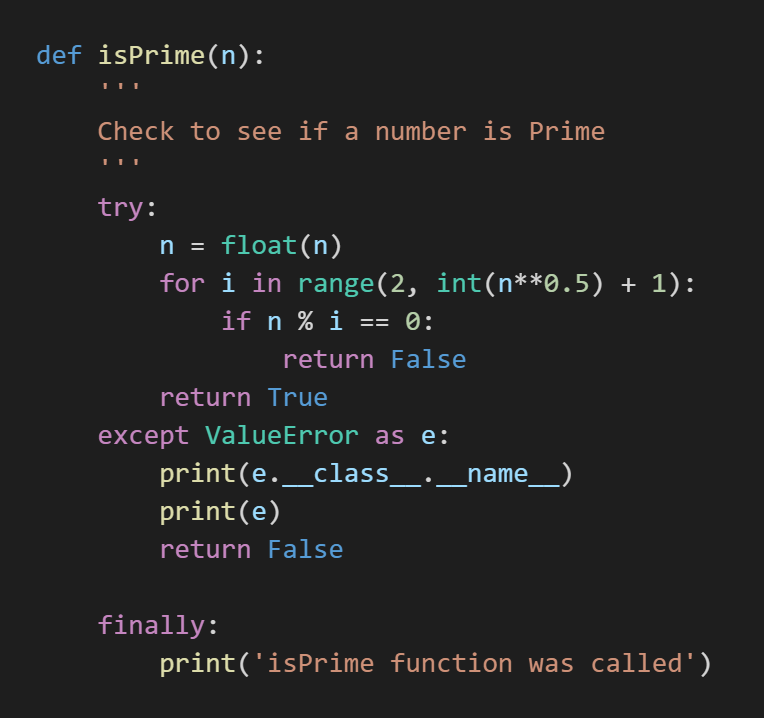 def isPrime(n):
    '''
    Check to see if a number is Prime
    '''
    try:
        n = float(n)
        for i in range(2, int(n**0.5) + 1):
            if n % i == 0:
                return False
        return True
    except ValueError as e:
        print(e.__class__.__name__)
        print(e)
        return False

    finally:
        print('isPrime function was called')